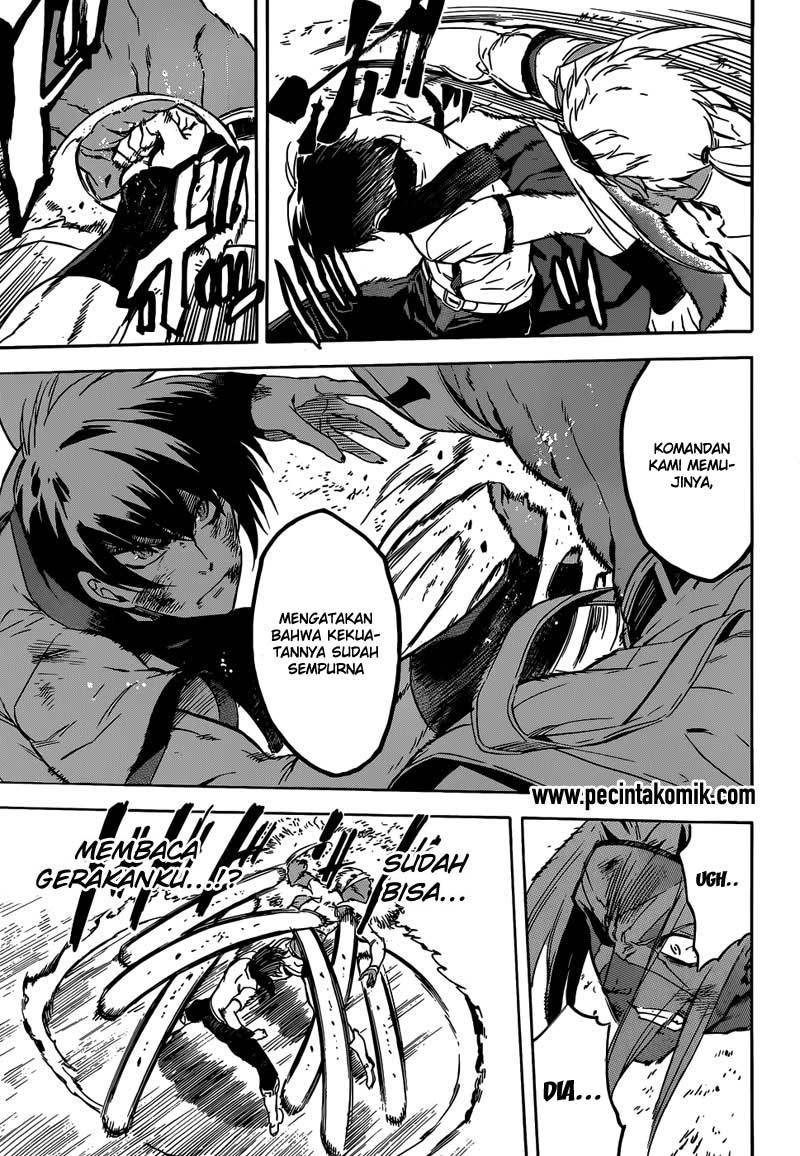 KOMANDAN
KAMI MEMU-
JINYA,
MENGATAKAN
BAHWA KEKUA-
TANNYA SUDAH
SEMPURNA
www.pecintakomik.com
UGH..
DIA...
SUDAH
BISA...
MEMBACA
GERAKANKU...!?